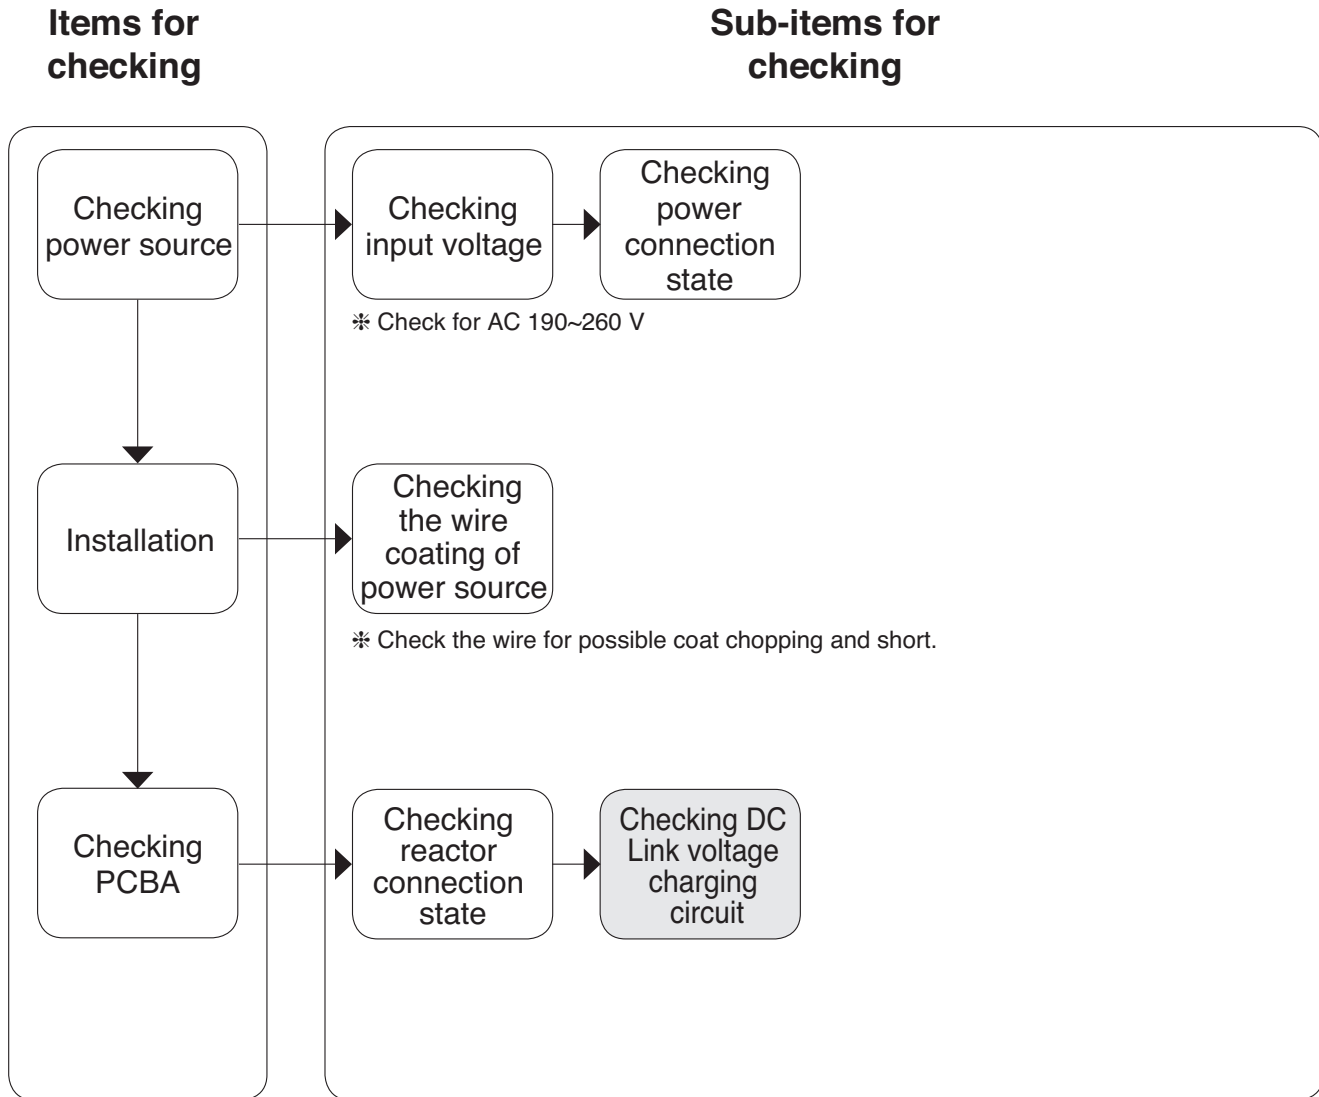 Items for
checking
Sub-items for
checking
Checking
power source
Checking
input voltage
Checking
power
connection
state
❈ Check for AC 190~260 V
Installation
Checking
the wire
coating of
power source
❈ Check the wire for possible coat chopping and short.
Checking
PCBA
Checking
reactor
connection
state
Checking DC
Link voltage
charging
circuit